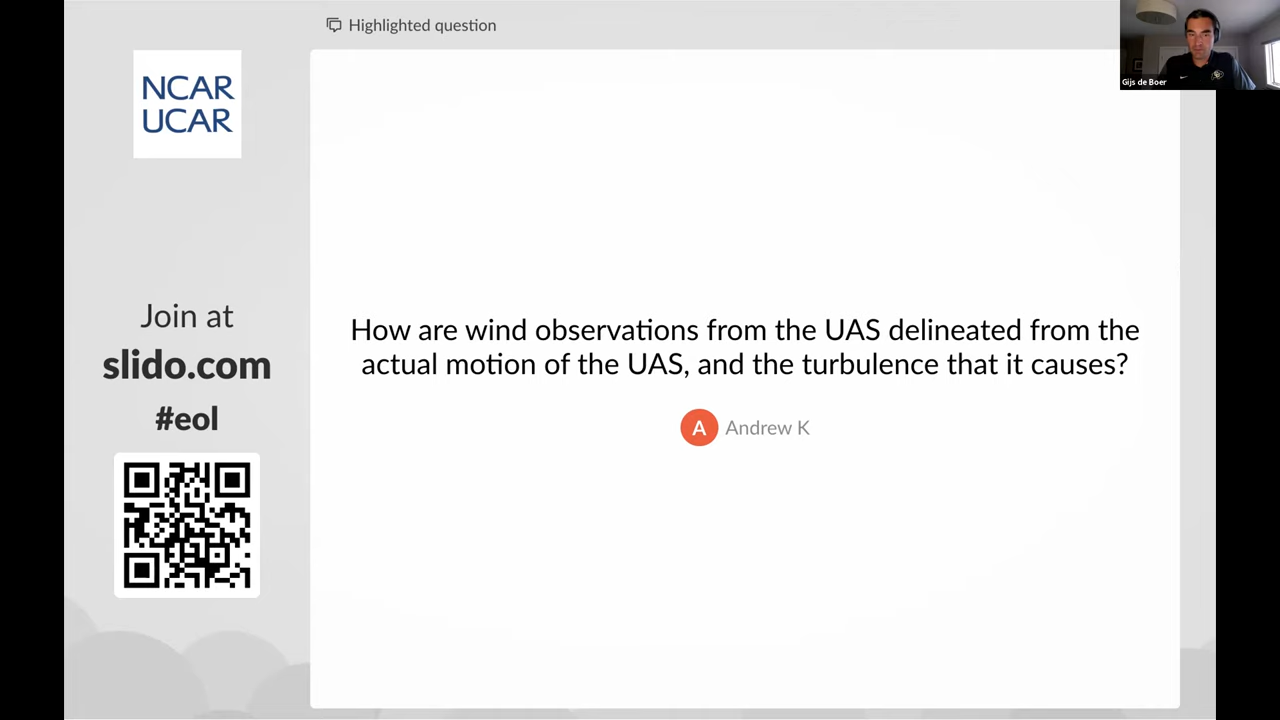 Highlighted question
NCAR
UCAR
Gijs de Boer
Join at
slido.com
#eol
How are wind observations from the UAS delineated from the
actual motion of the UAS, and the turbulence that it causes?
A
Andrew K